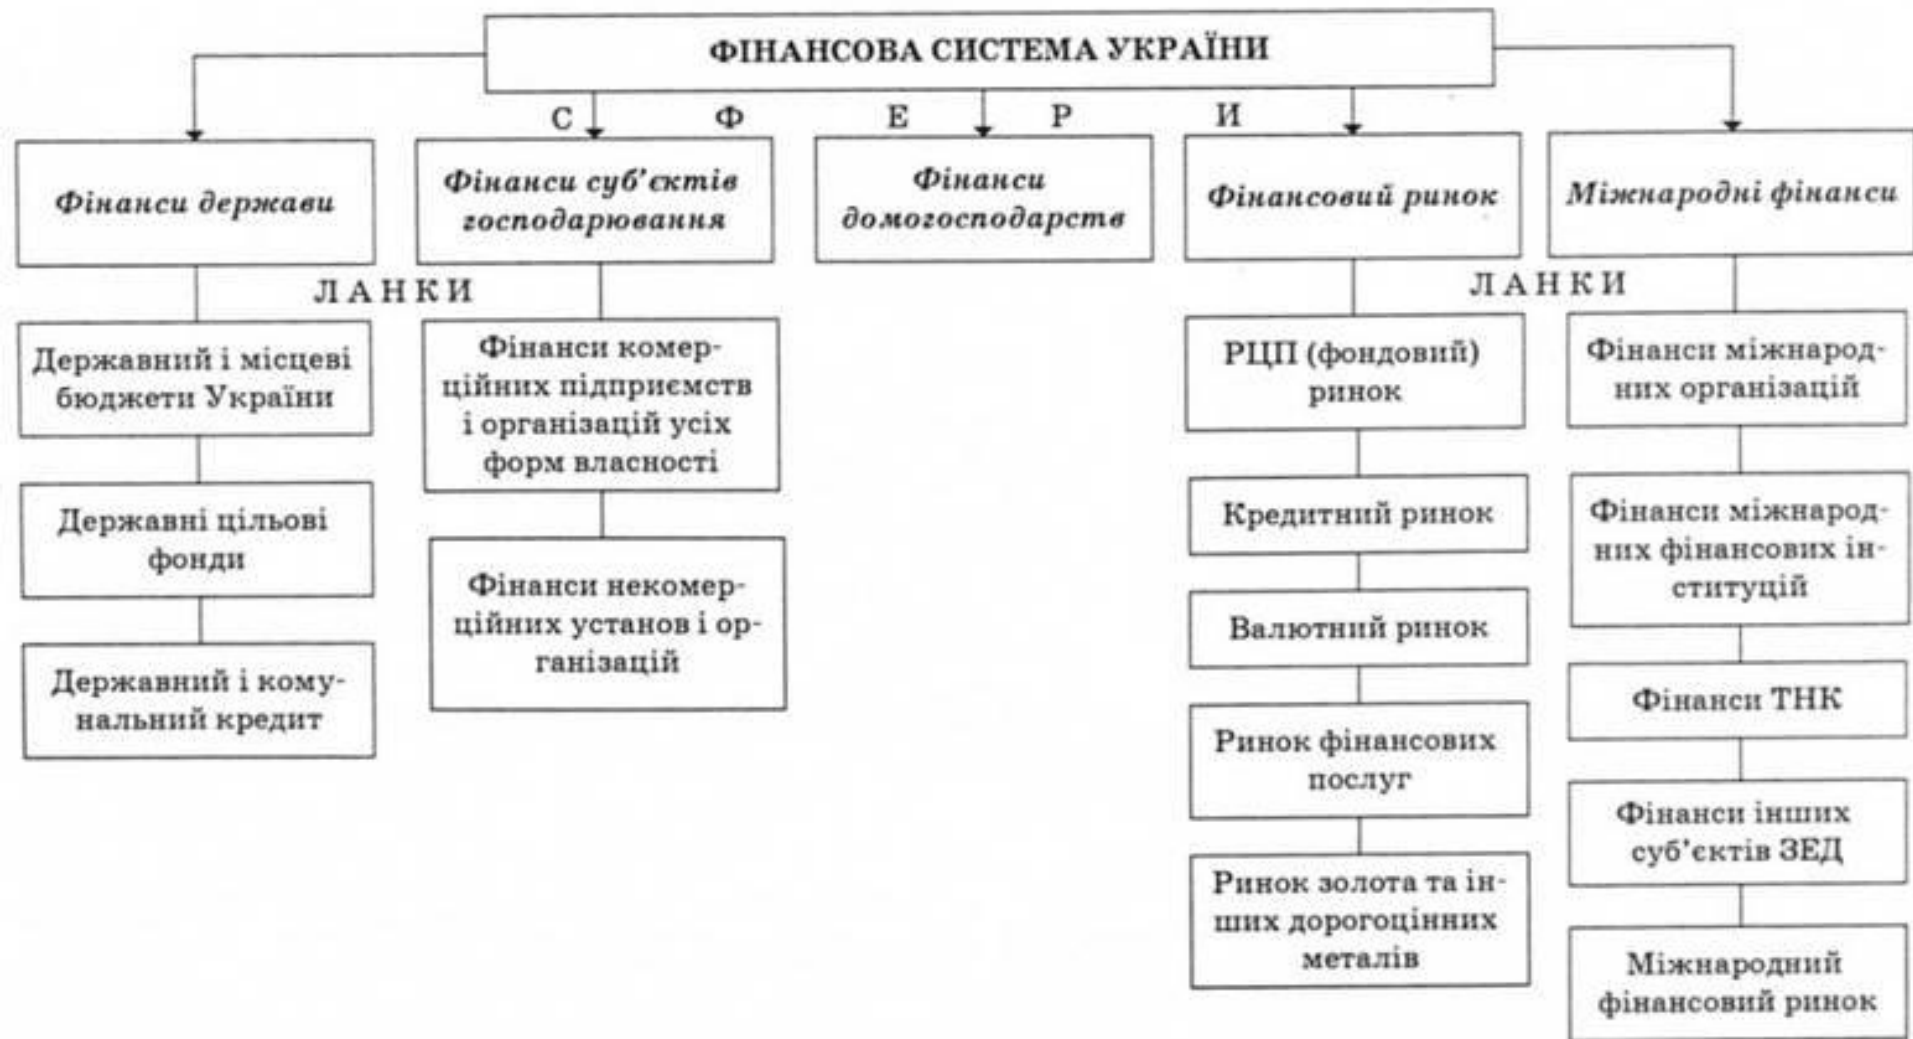 ФІНАНСОВА СИСТЕМА УКРАЇНИ
С Ф Е Р И
Фінанси держави
Фінанси суб’єктів
господарювання
Фінанси
домогосподарств
Фінансовий ринок
Міжнародні фінанси
ЛАНКИ
ЛАНКИ
Державний і місцеві
бюджети України
Державні цільові
фонди
Державний і кому-
нальний кредит
Фінанси комер-
ційних підприємств
і організацій усіх
форм власності
Фінанси некомер-
ційних установ і ор-
ганізацій
РЦП (фондовий)
ринок
Кредитний ринок
Валютний ринок
Ринок фінансових
послуг
Ринок золота та ін-
ших дорогоцінних
металів
Фінанси міжнарод-
них організацій
Фінанси міжнарод-
них фінансових ін-
ституцій
Фінанси ТНК
Фінанси інших
суб’єктів ЗЕД
Міжнародний
фінансовий ринок